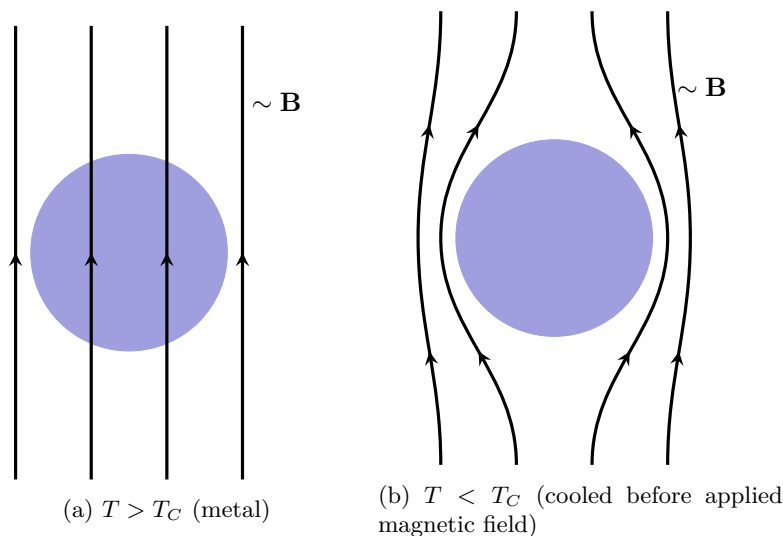 ∼ B
∼ B
(a) T > T_C (metal)
(b) T < T_C (cooled before applied
magnetic field)